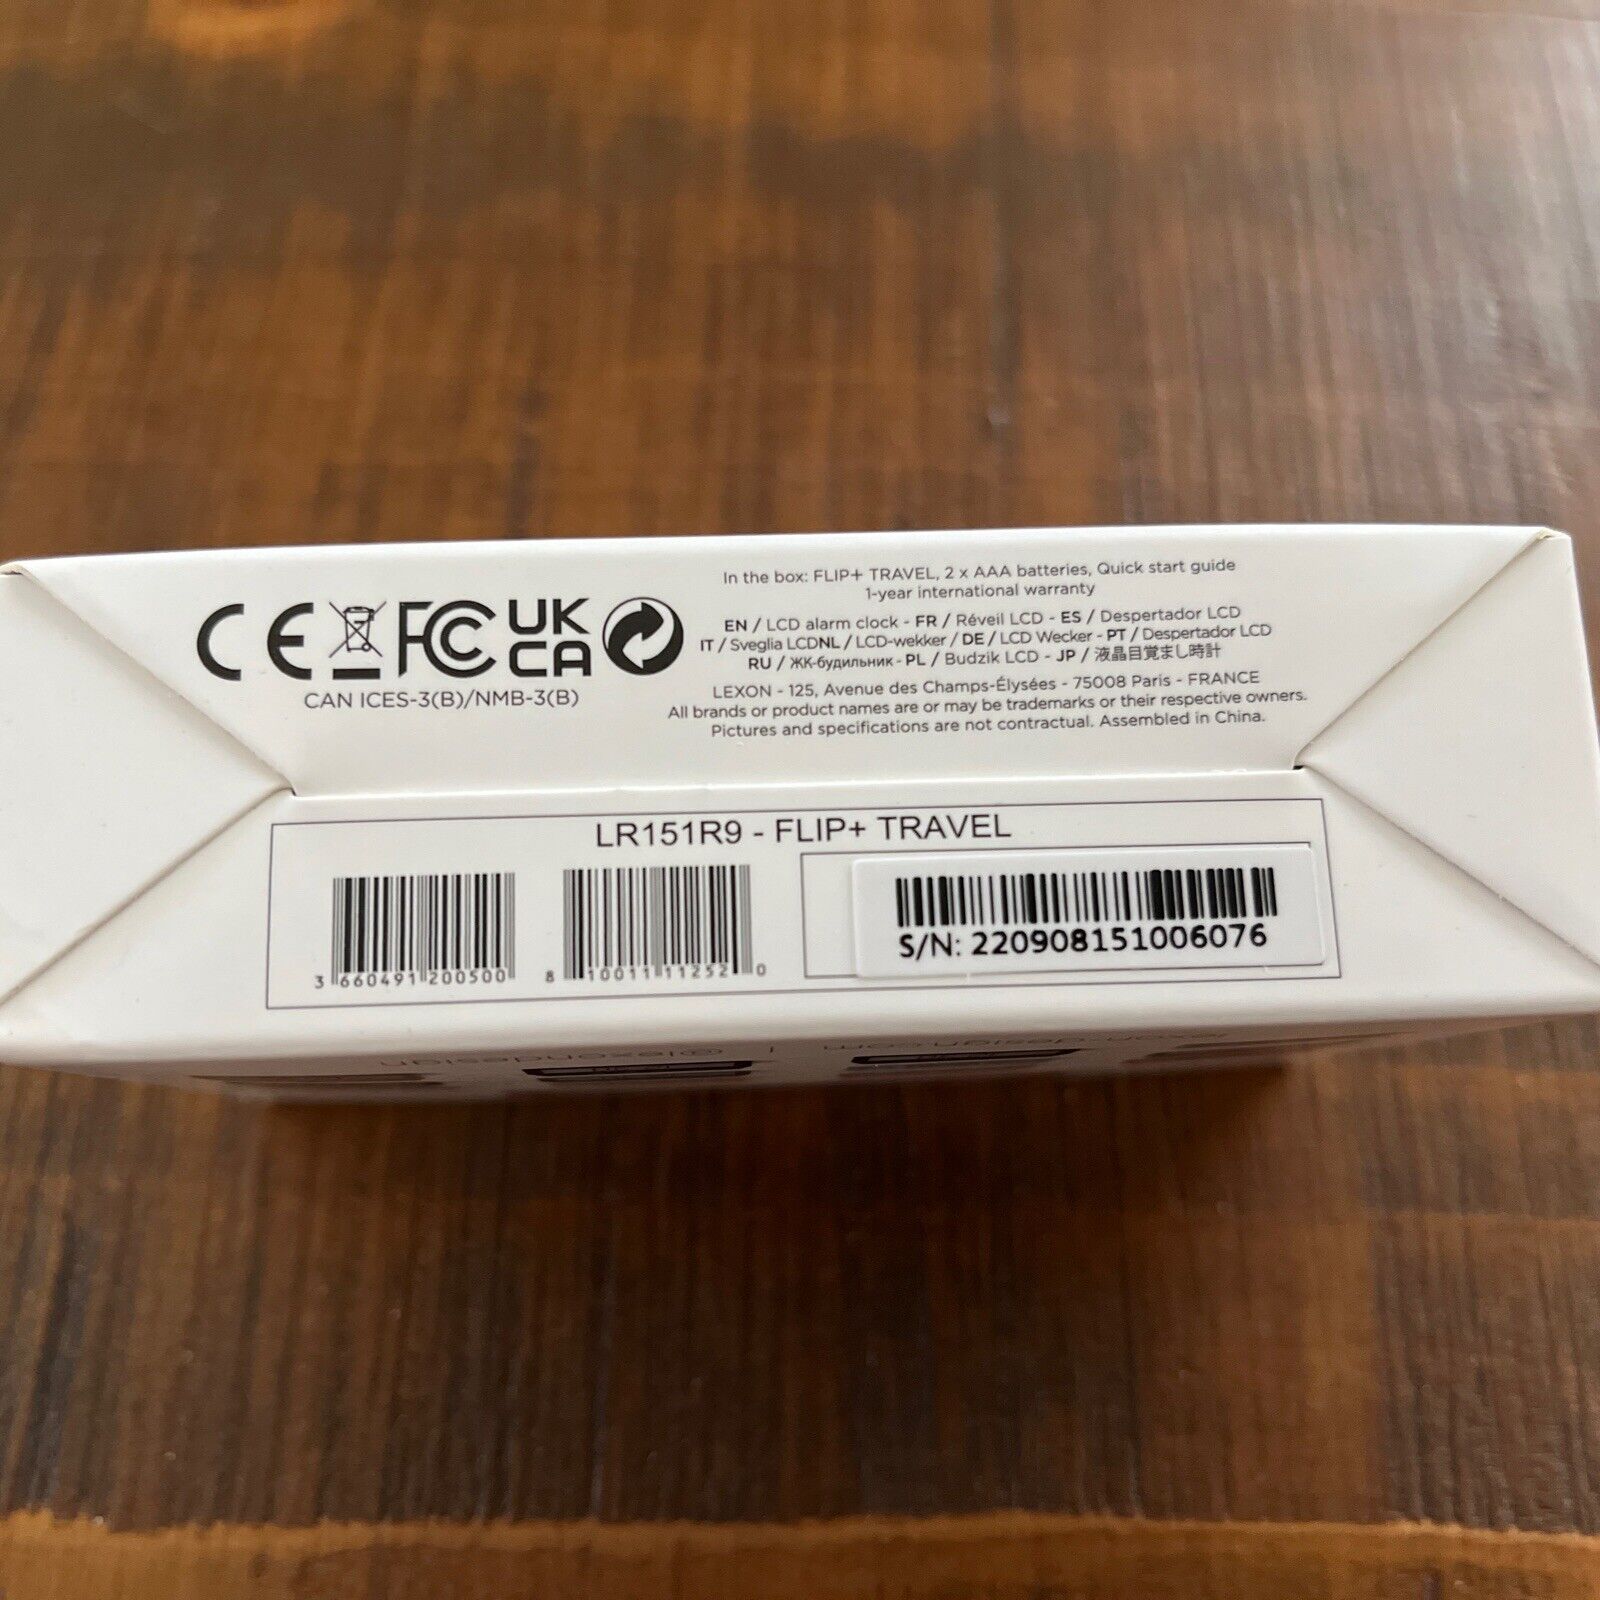 CE FC UK
CA
CAN ICES-3(B)/NMB-3(B)
In the box: FLIP+ TRAVEL, 2 x AAA batteries, Quick start guide
1-year international warranty
EN / LCD alarm clock - FR / Réveil LCD - ES / Despertador LCD
IT / Sveglia LCDNL / LCD-wekker / DE / LCD Wecker - PT / Despertador LCD
RU / ЖК-будильник - PL / Budzik LCD - JP / 液晶目覚まし時計
LEXON - 125, Avenue des Champs-Élysées - 75008 Paris - FRANCE
All brands or product names are or may be trademarks or their respective owners.
Pictures and specifications are not contractual. Assembled in China.
LR151R9 - FLIP+ TRAVEL
3 660491 200500
8 10011 11252 0
S/N: 220908151006076
lexon-design.com | @lexondesign